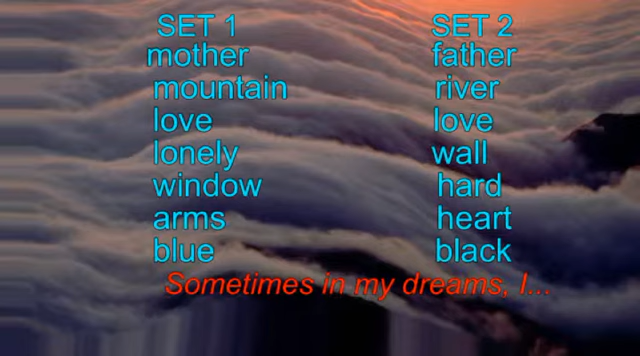 SET 1 SET 2
mother father
mountain river
love love
lonely wall
window hard
arms heart
blue black
Sometimes in my dreams, I...